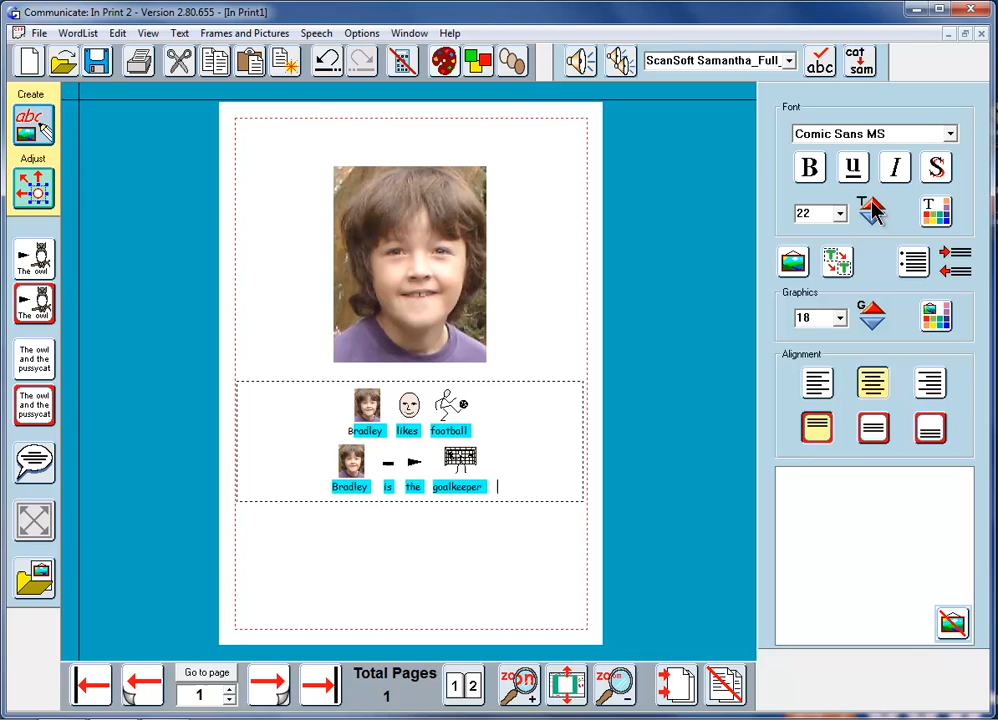 Communicate: In Print 2 - Version 2.80.655 - [In Print1]
File WordList Edit View Text Frames and Pictures Speech Options Window Help
ScanSoft Samantha_Full_
abc
cat
sam
Create
abc
Adjust
The owl
The owl
The owl
and the
pussycat
The owl
and the
pussycat
Font
Comic Sans MS
B u I S
22
T
T
T
T
Graphics
18
G
Alignment
Bradley likes football
Bradley is the goalkeeper
Go to page
1
Total Pages
1
1 2
zoom
+
zoom
-